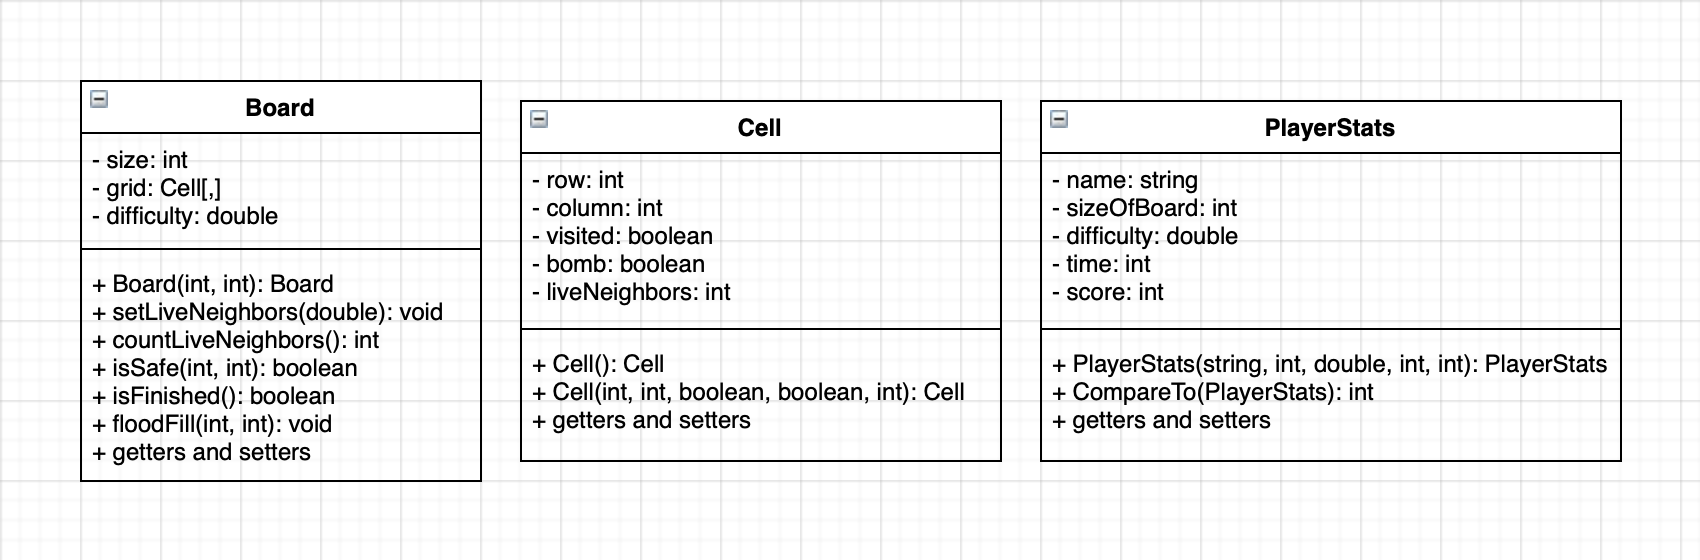 Board
- size: int
- grid: Cell[,]
- difficulty: double
+ Board(int, int): Board
+ setLiveNeighbors(double): void
+ countLiveNeighbors(): int
+ isSafe(int, int): boolean
+ isFinished(): boolean
+ floodFill(int, int): void
+ getters and setters
Cell
- row: int
- column: int
- visited: boolean
- bomb: boolean
- liveNeighbors: int
+ Cell(): Cell
+ Cell(int, int, boolean, boolean, int): Cell
+ getters and setters
PlayerStats
- name: string
- sizeOfBoard: int
- difficulty: double
- time: int
- score: int
+ PlayerStats(string, int, double, int, int): PlayerStats
+ CompareTo(PlayerStats): int
+ getters and setters